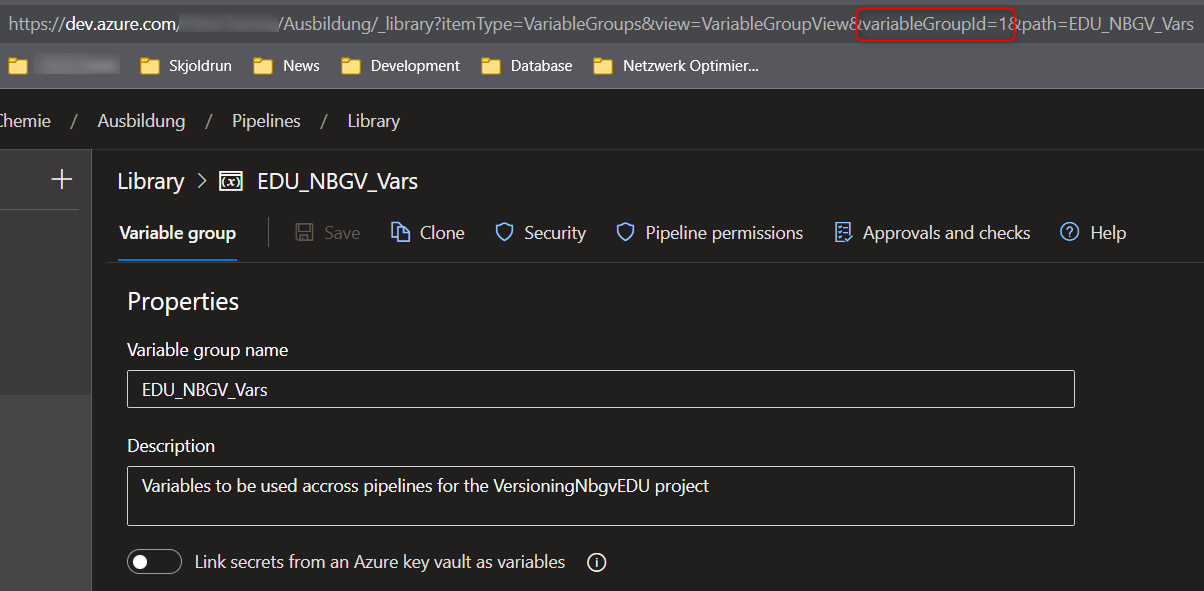 https://dev.azure.com/ /Ausbildung/_library?itemType=VariableGroups&view=VariableGroupView&variableGroupId=1&path=EDU_NBGV_Vars
Skjoldrun News Development Database Netzwerk Optimier...
Chemie / Ausbildung / Pipelines / Library
Library > EDU_NBGV_Vars
Variable group Save Clone Security Pipeline permissions Approvals and checks Help
Properties
Variable group name
EDU_NBGV_Vars
Description
Variables to be used accross pipelines for the VersioningNbgvEDU project
Link secrets from an Azure key vault as variables